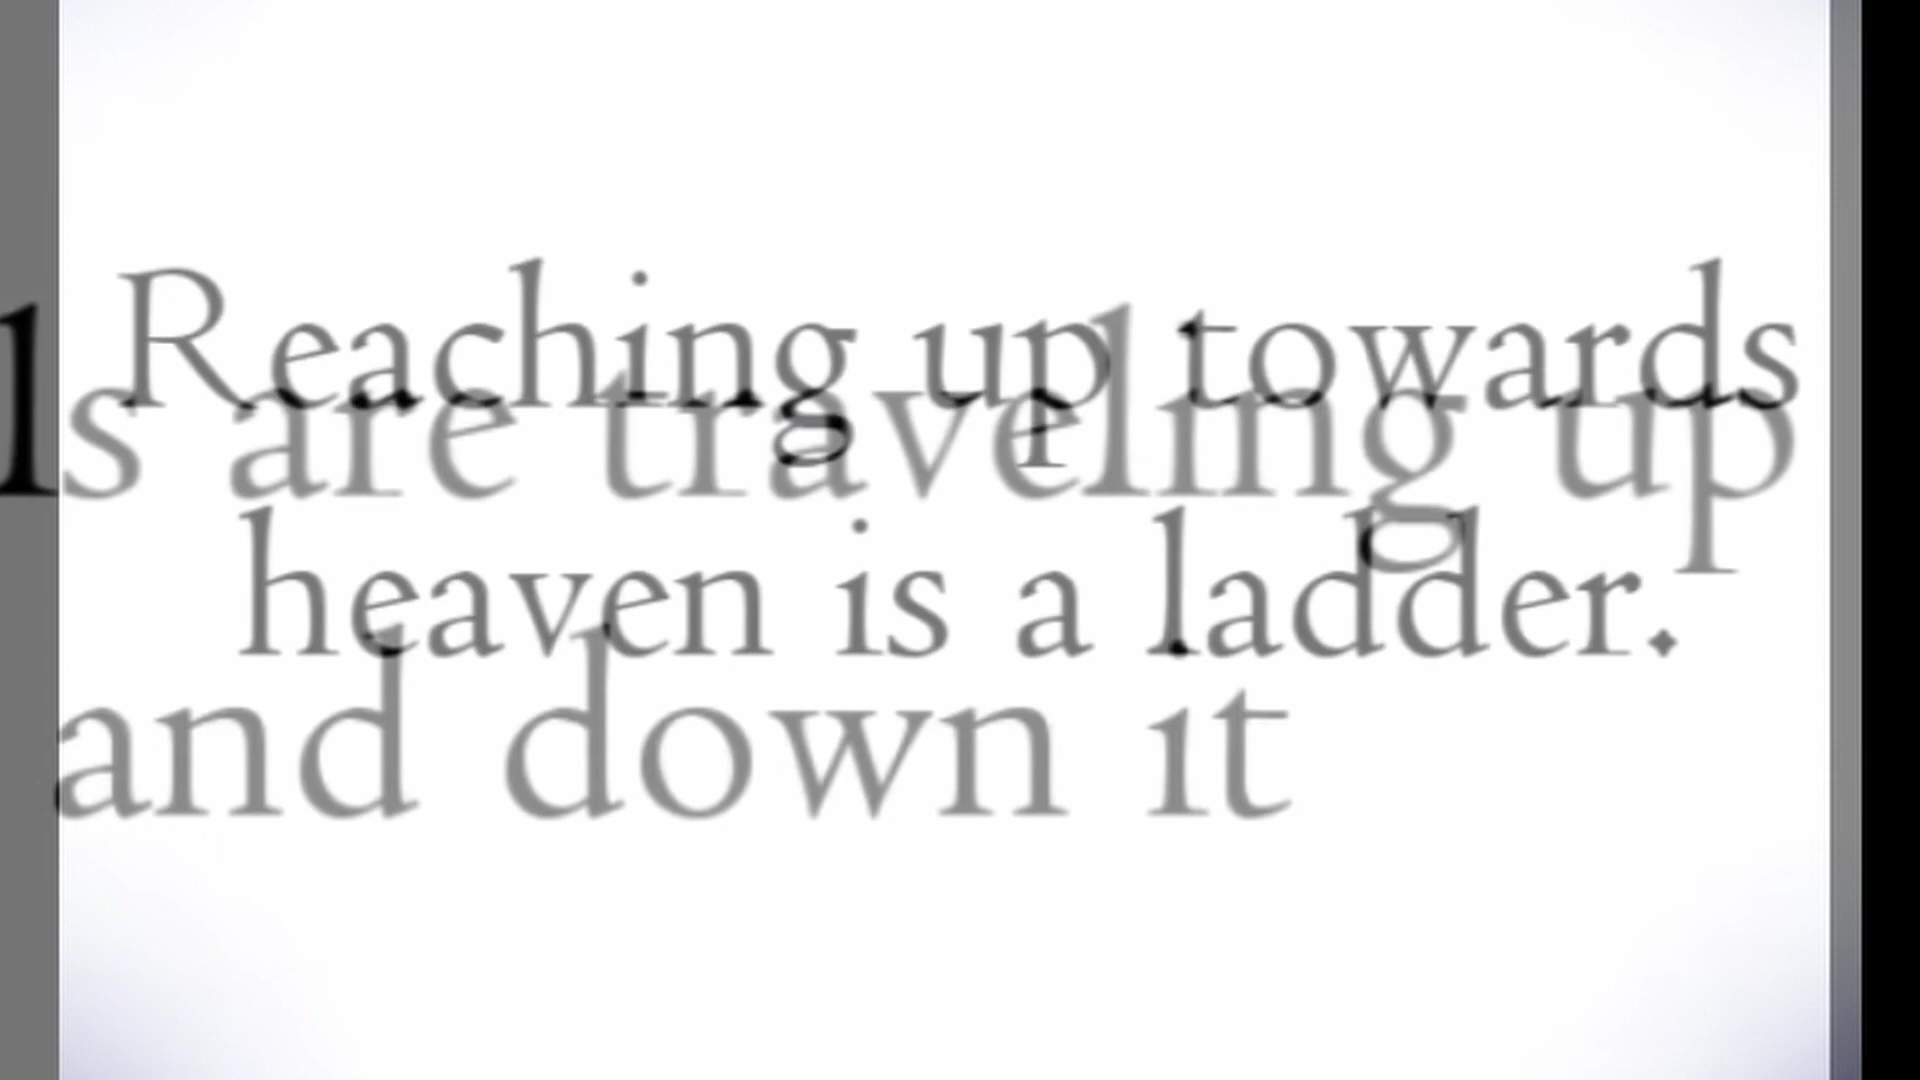 Reaching up towards
ls are traveling up
heaven is a ladder.
and down it